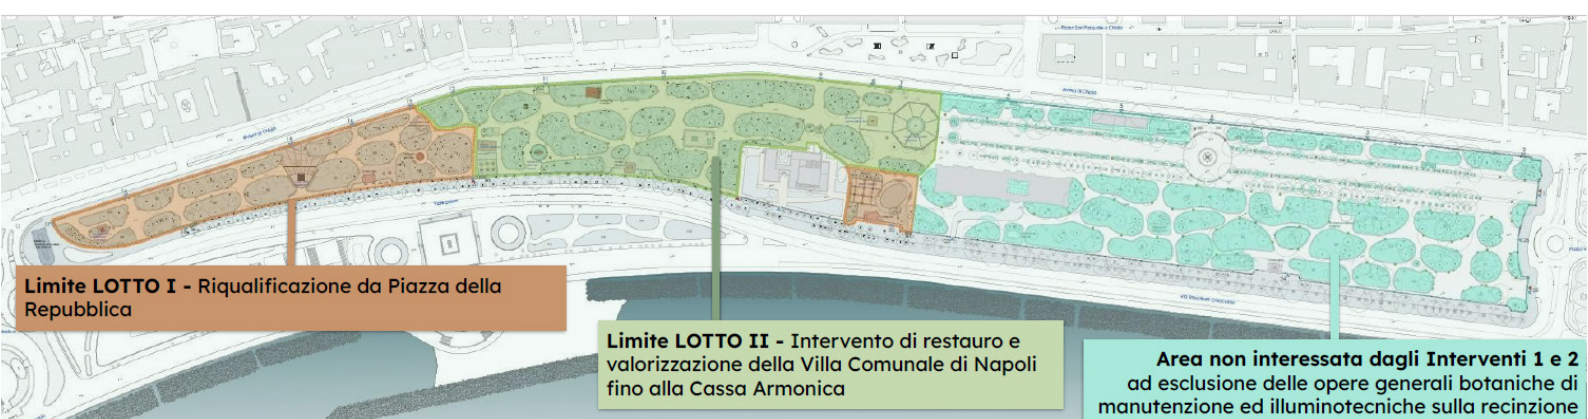 Limite LOTTO I - Riqualificazione da Piazza della
Repubblica
Limite LOTTO II - Intervento di restauro e
valorizzazione della Villa Comunale di Napoli
fino alla Cassa Armonica
Area non interessata dagli Interventi 1 e 2
ad esclusione delle opere generali botaniche di
manutenzione ed illuminotecniche sulla recinzione